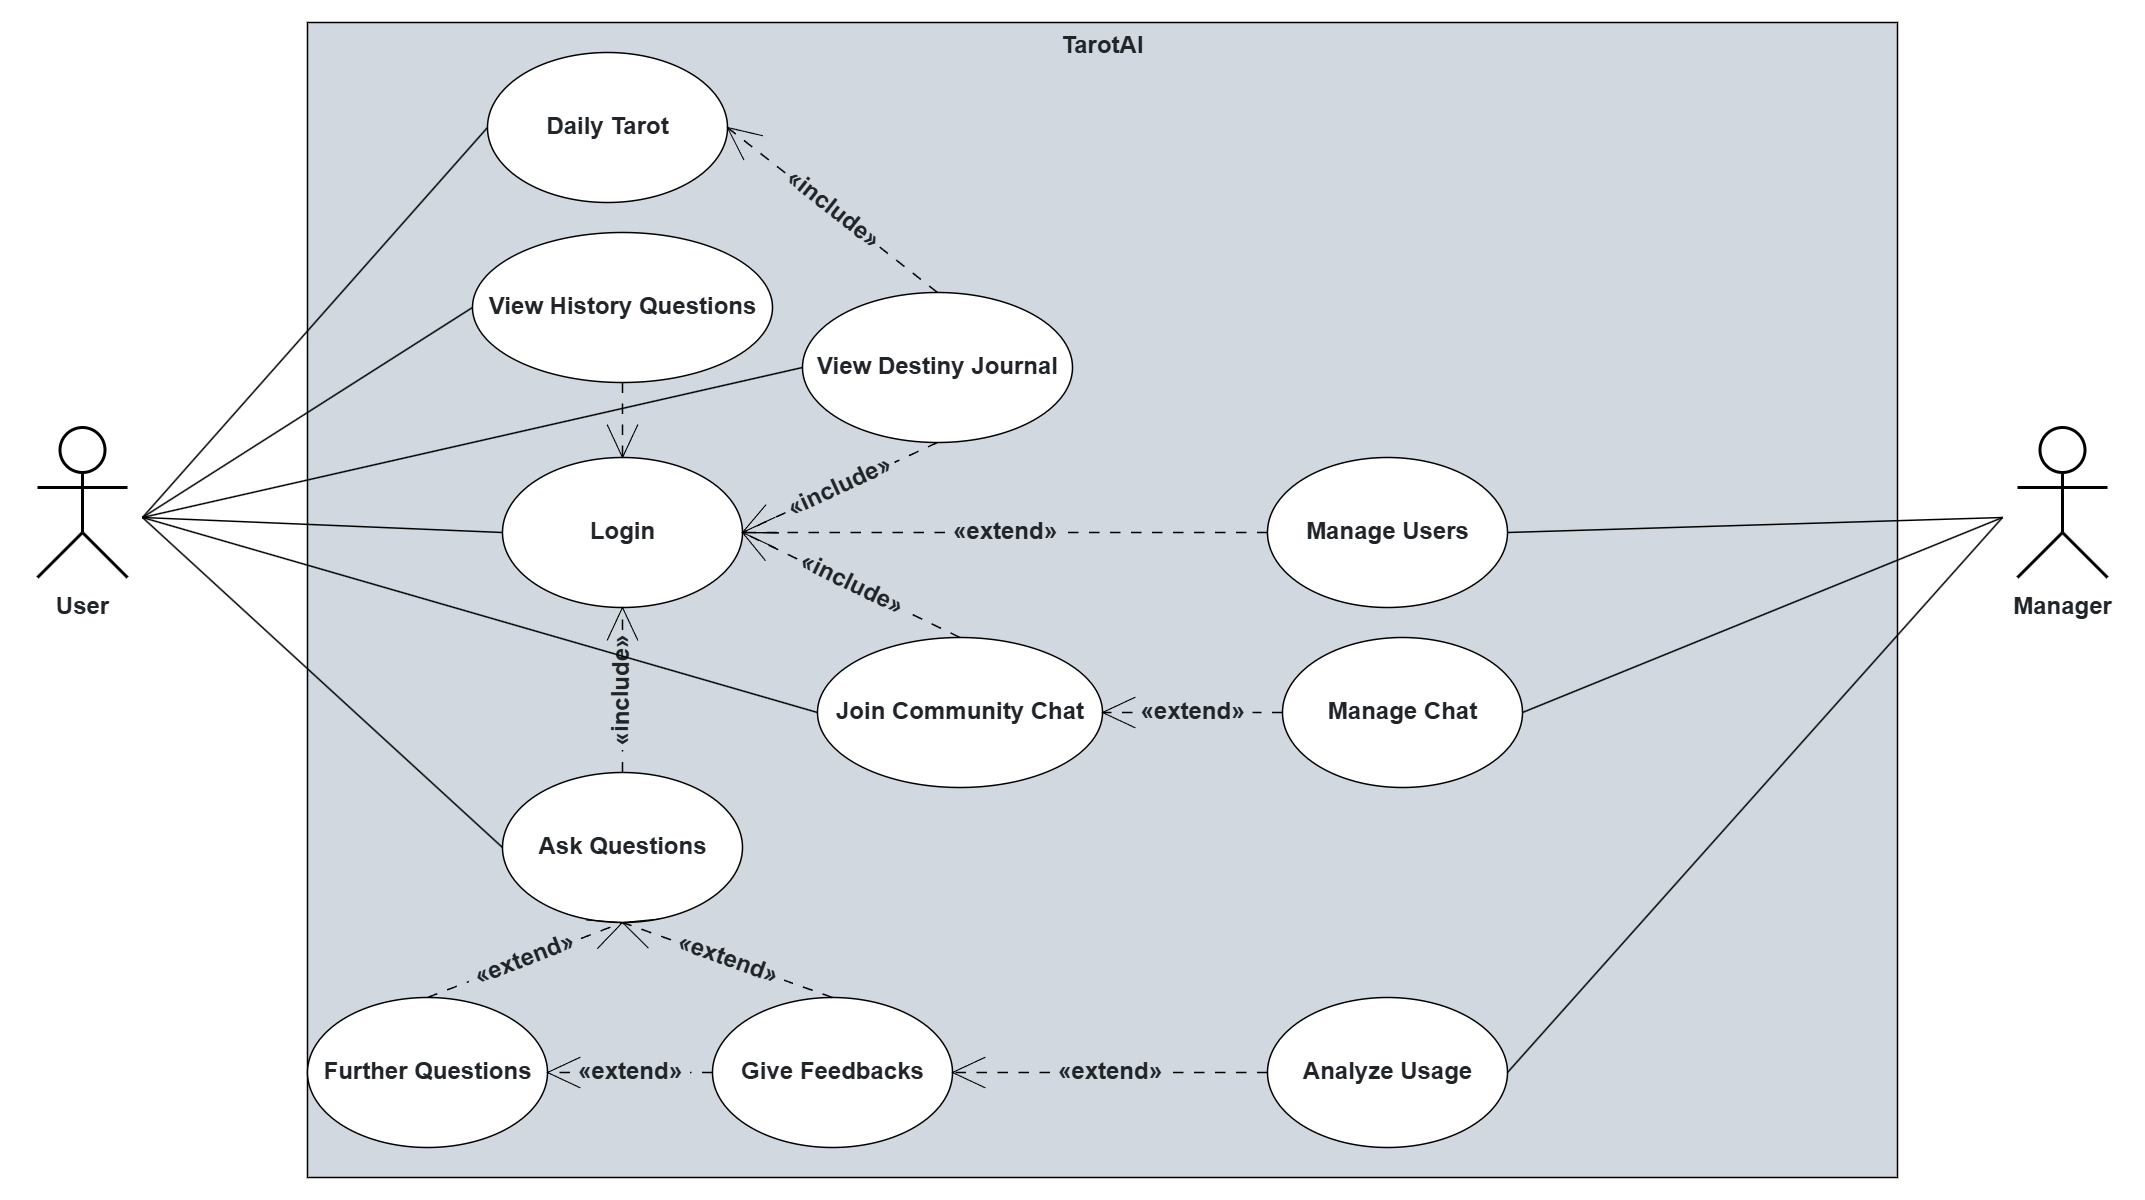 TarotAI
Daily Tarot
«include»
View History Questions
View Destiny Journal
«include»
Login
«extend»
Manage Users
«include»
User
Manager
«include»
Join Community Chat
«extend»
Manage Chat
Ask Questions
«extend»
«extend»
Further Questions
«extend»
Give Feedbacks
«extend»
Analyze Usage